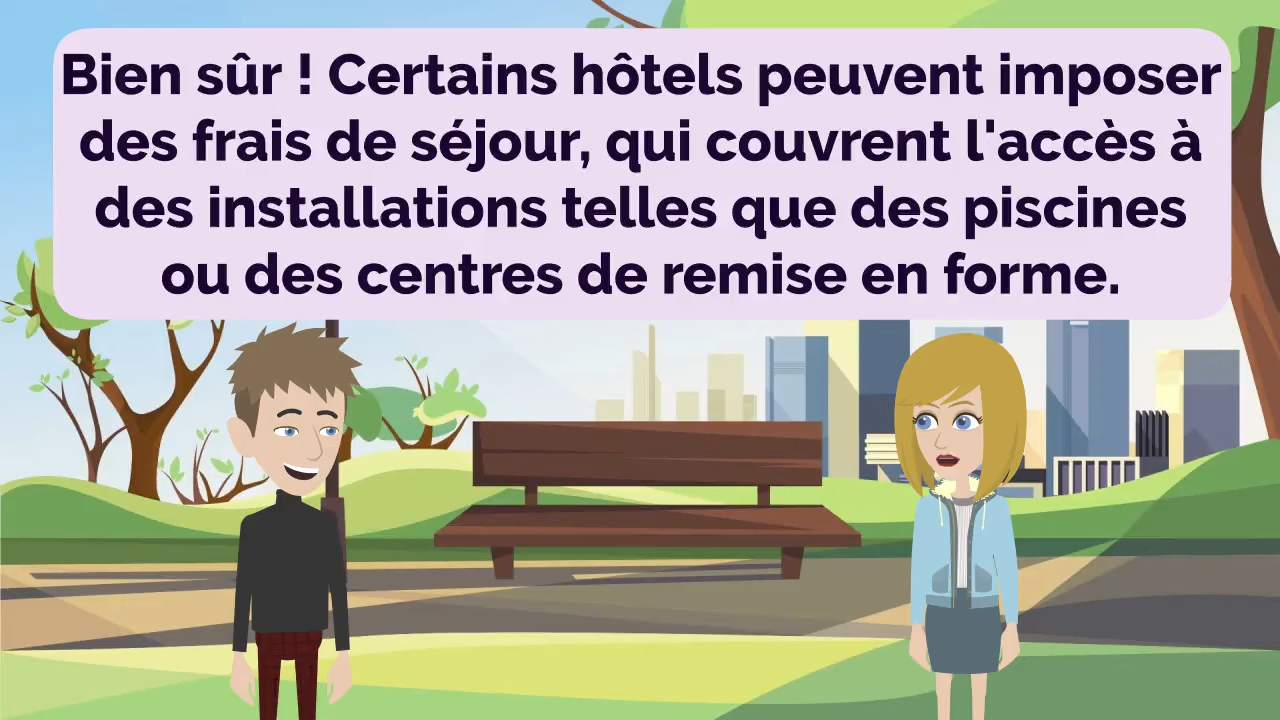 Bien sûr ! Certains hôtels peuvent imposer
des frais de séjour, qui couvrent l'accès à
des installations telles que des piscines
ou des centres de remise en forme.